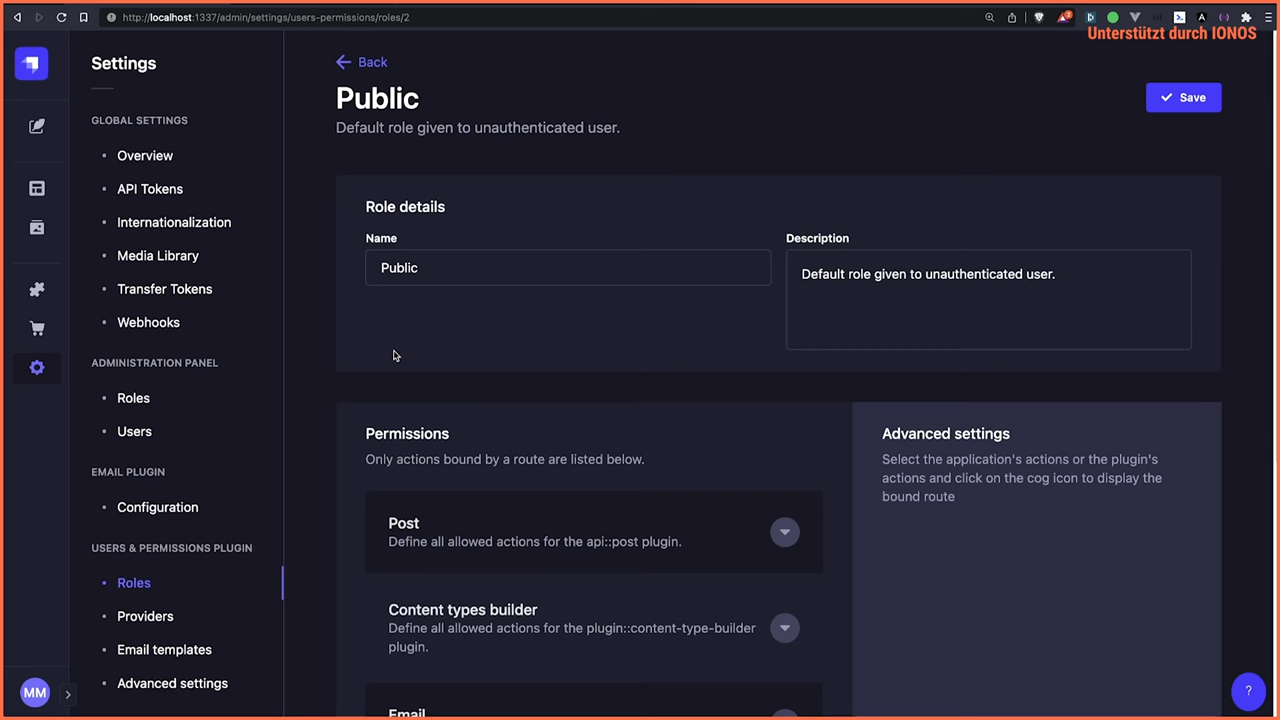 http://localhost:1337/admin/settings/users-permissions/roles/2
Unterstützt durch IONOS
Settings
GLOBAL SETTINGS
Overview
API Tokens
Internationalization
Media Library
Transfer Tokens
Webhooks
ADMINISTRATION PANEL
Roles
Users
EMAIL PLUGIN
Configuration
USERS & PERMISSIONS PLUGIN
Roles
Providers
Email templates
Advanced settings
MM
Back
Public
Default role given to unauthenticated user.
Save
Role details
Name
Public
Description
Default role given to unauthenticated user.
Permissions
Only actions bound by a route are listed below.
Post
Define all allowed actions for the api::post plugin.
Content types builder
Define all allowed actions for the plugin::content-type-builder
plugin.
Email
Advanced settings
Select the application's actions or the plugin's
actions and click on the cog icon to display the
bound route
?